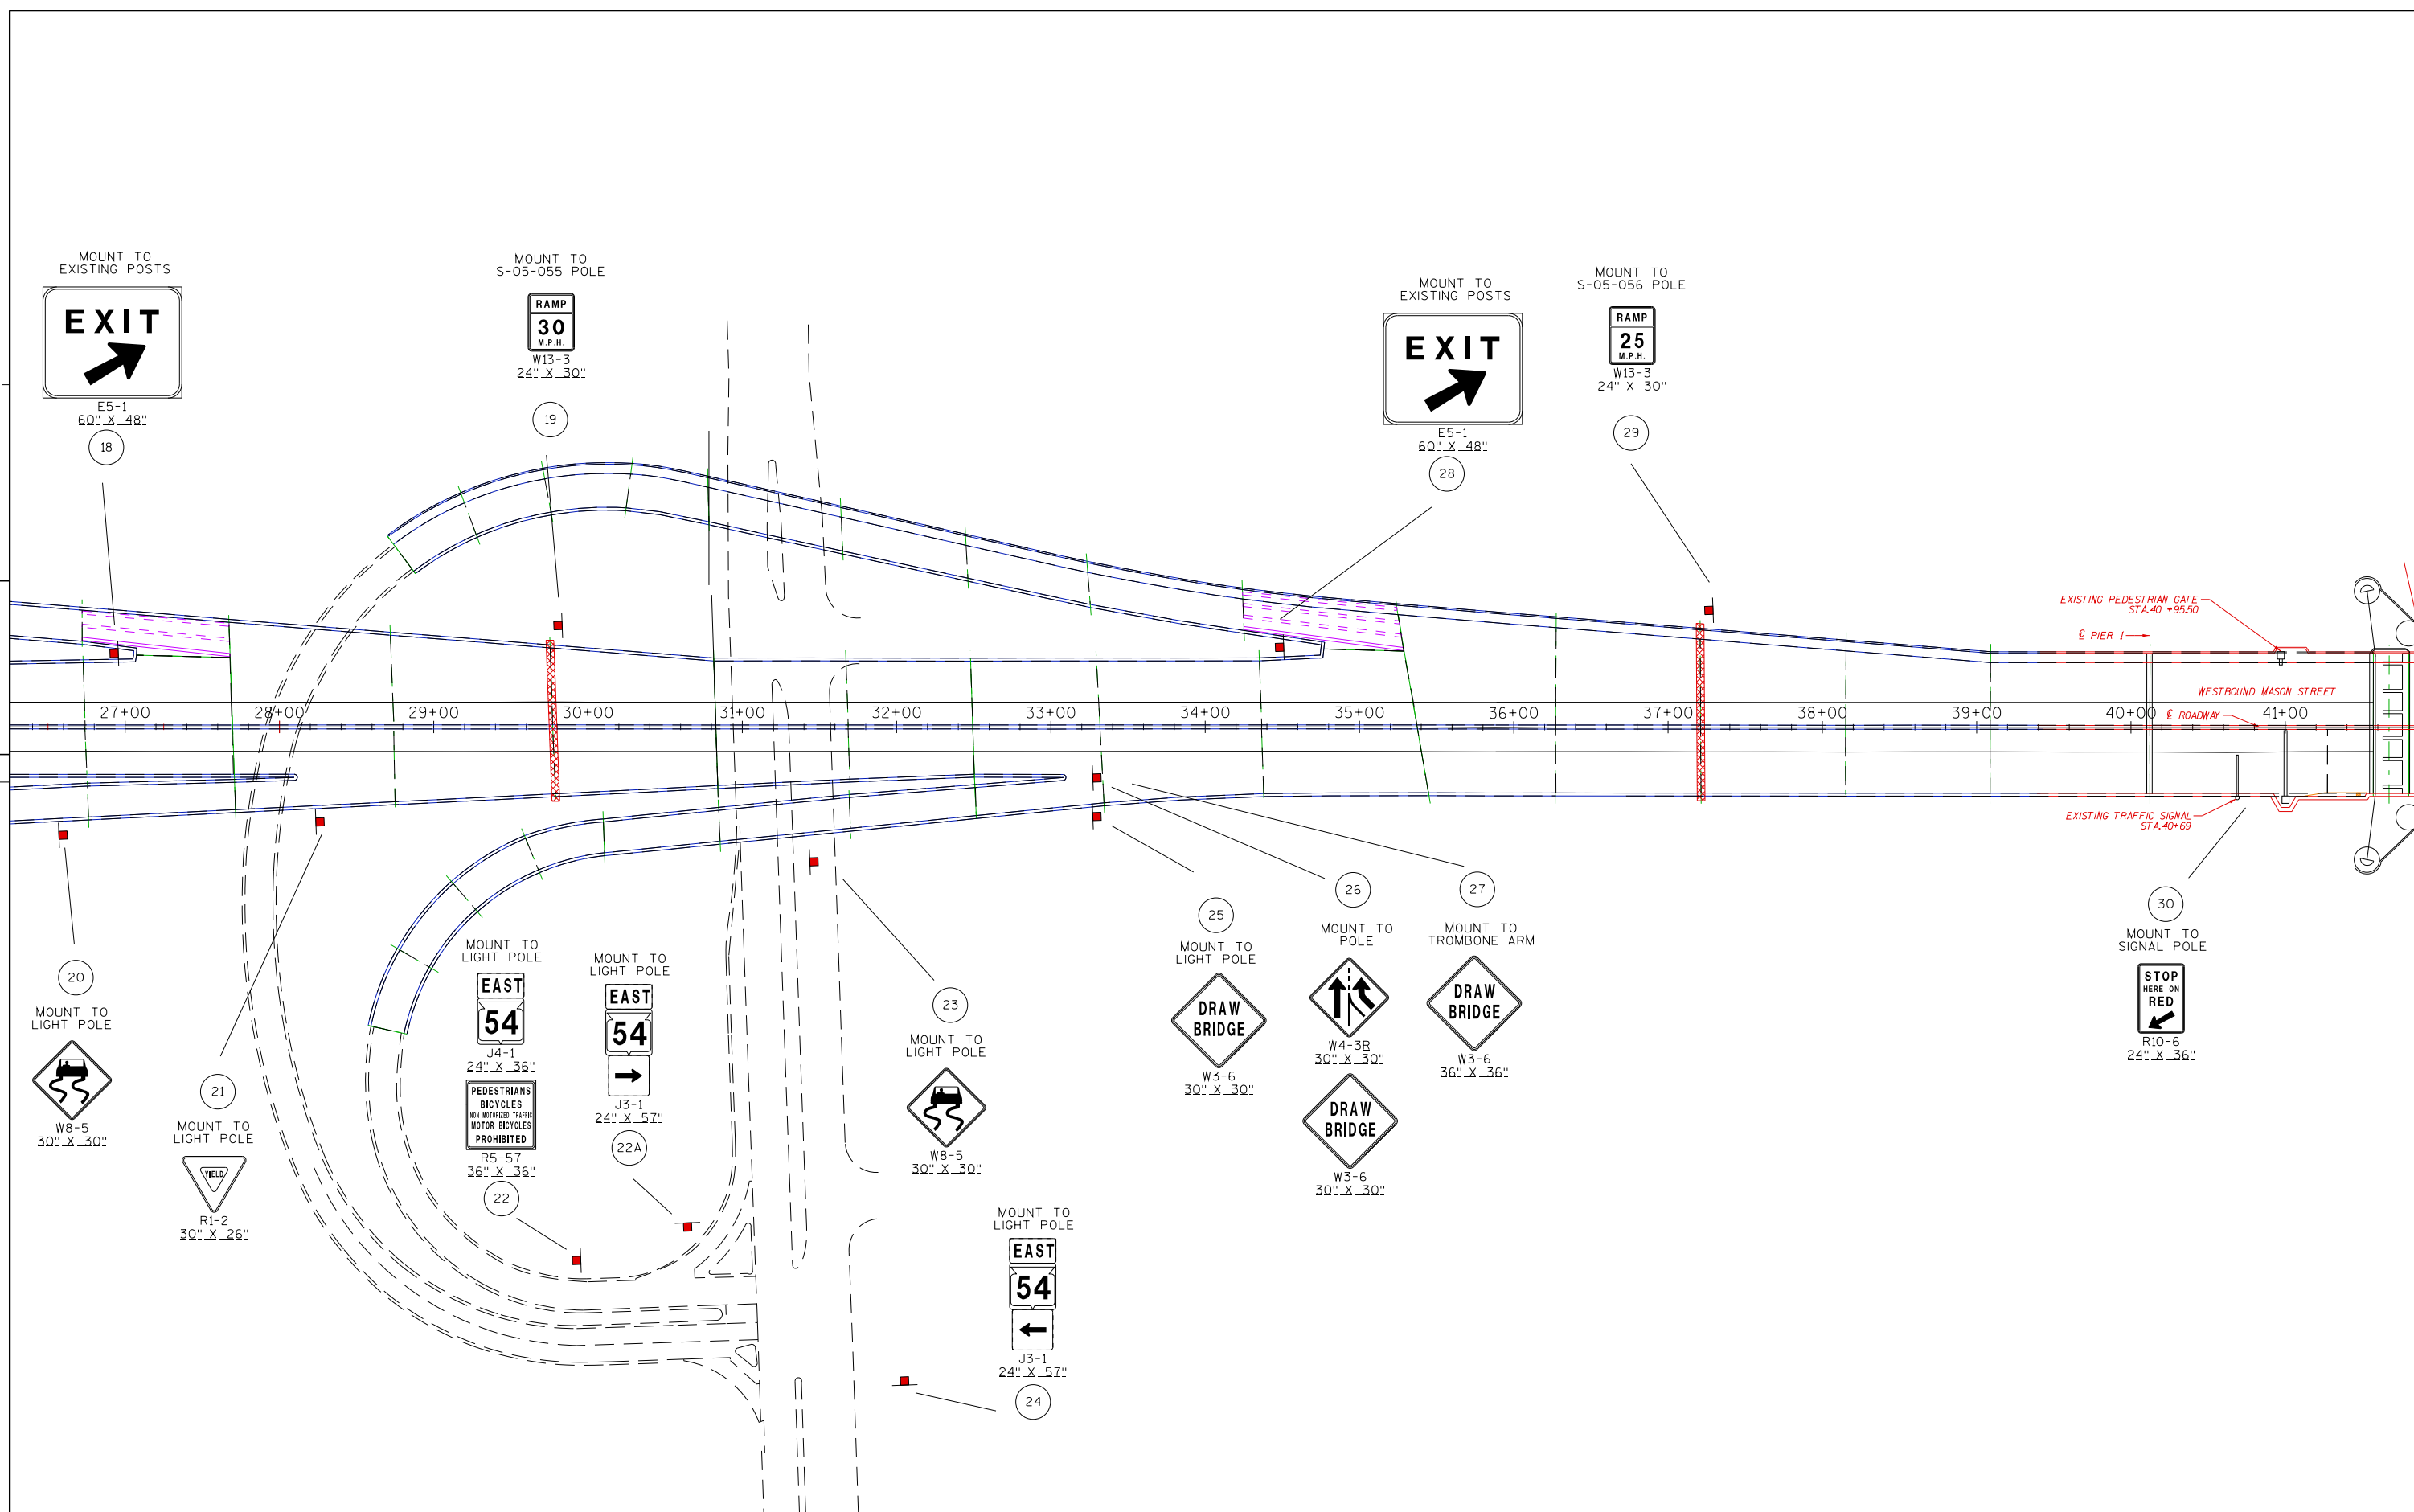 MOUNT TO
EXISTING POSTS
EXIT
E5-1
60" X 48"
18
MOUNT TO
S-05-055 POLE
RAMP
30
M.P.H.
W13-3
24" X 30"
19
MOUNT TO
EXISTING POSTS
EXIT
E5-1
60" X 48"
28
MOUNT TO
S-05-056 POLE
RAMP
25
M.P.H.
W13-3
24" X 30"
29
EXISTING PEDESTRIAN GATE
STA.40 +95.50
℄ PIER 1
WESTBOUND MASON STREET
27+00
28+00
29+00
30+00
31+00
32+00
33+00
34+00
35+00
36+00
37+00
38+00
39+00
40+00
℄ ROADWAY
41+00
EXISTING TRAFFIC SIGNAL
STA.40+69
20
MOUNT TO
LIGHT POLE
W8-5
30" X 30"
21
MOUNT TO
LIGHT POLE
YIELD
R1-2
30" X 26"
MOUNT TO
LIGHT POLE
EAST
54
J4-1
24" X 36"
PEDESTRIANS
BICYCLES
NON MOTORIZED TRAFFIC
MOTOR BICYCLES
PROHIBITED
R5-57
36" X 36"
22
MOUNT TO
LIGHT POLE
EAST
54
J3-1
24" X 57"
22A
23
MOUNT TO
LIGHT POLE
W8-5
30" X 30"
MOUNT TO
LIGHT POLE
EAST
54
J3-1
24" X 57"
24
25
MOUNT TO
LIGHT POLE
DRAW
BRIDGE
W3-6
30" X 30"
26
MOUNT TO
POLE
W4-3R
30" X 30"
DRAW
BRIDGE
W3-6
30" X 30"
27
MOUNT TO
TROMBONE ARM
DRAW
BRIDGE
W3-6
36" X 36"
30
MOUNT TO
SIGNAL POLE
STOP
HERE ON
RED
R10-6
24" X 36"